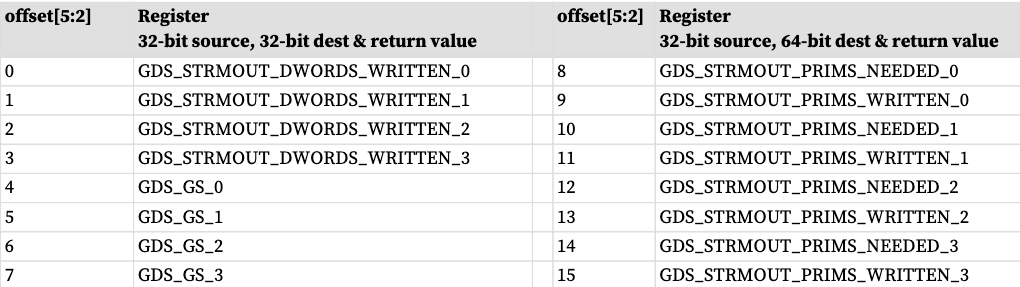 offset[5:2] Register offset[5:2] Register
32-bit source, 32-bit dest & return value 32-bit source, 64-bit dest & return value
0 GDS_STRMOUT_DWORDS_WRITTEN_0 8 GDS_STRMOUT_PRIMS_NEEDED_0
1 GDS_STRMOUT_DWORDS_WRITTEN_1 9 GDS_STRMOUT_PRIMS_WRITTEN_0
2 GDS_STRMOUT_DWORDS_WRITTEN_2 10 GDS_STRMOUT_PRIMS_NEEDED_1
3 GDS_STRMOUT_DWORDS_WRITTEN_3 11 GDS_STRMOUT_PRIMS_WRITTEN_1
4 GDS_GS_0 12 GDS_STRMOUT_PRIMS_NEEDED_2
5 GDS_GS_1 13 GDS_STRMOUT_PRIMS_WRITTEN_2
6 GDS_GS_2 14 GDS_STRMOUT_PRIMS_NEEDED_3
7 GDS_GS_3 15 GDS_STRMOUT_PRIMS_WRITTEN_3